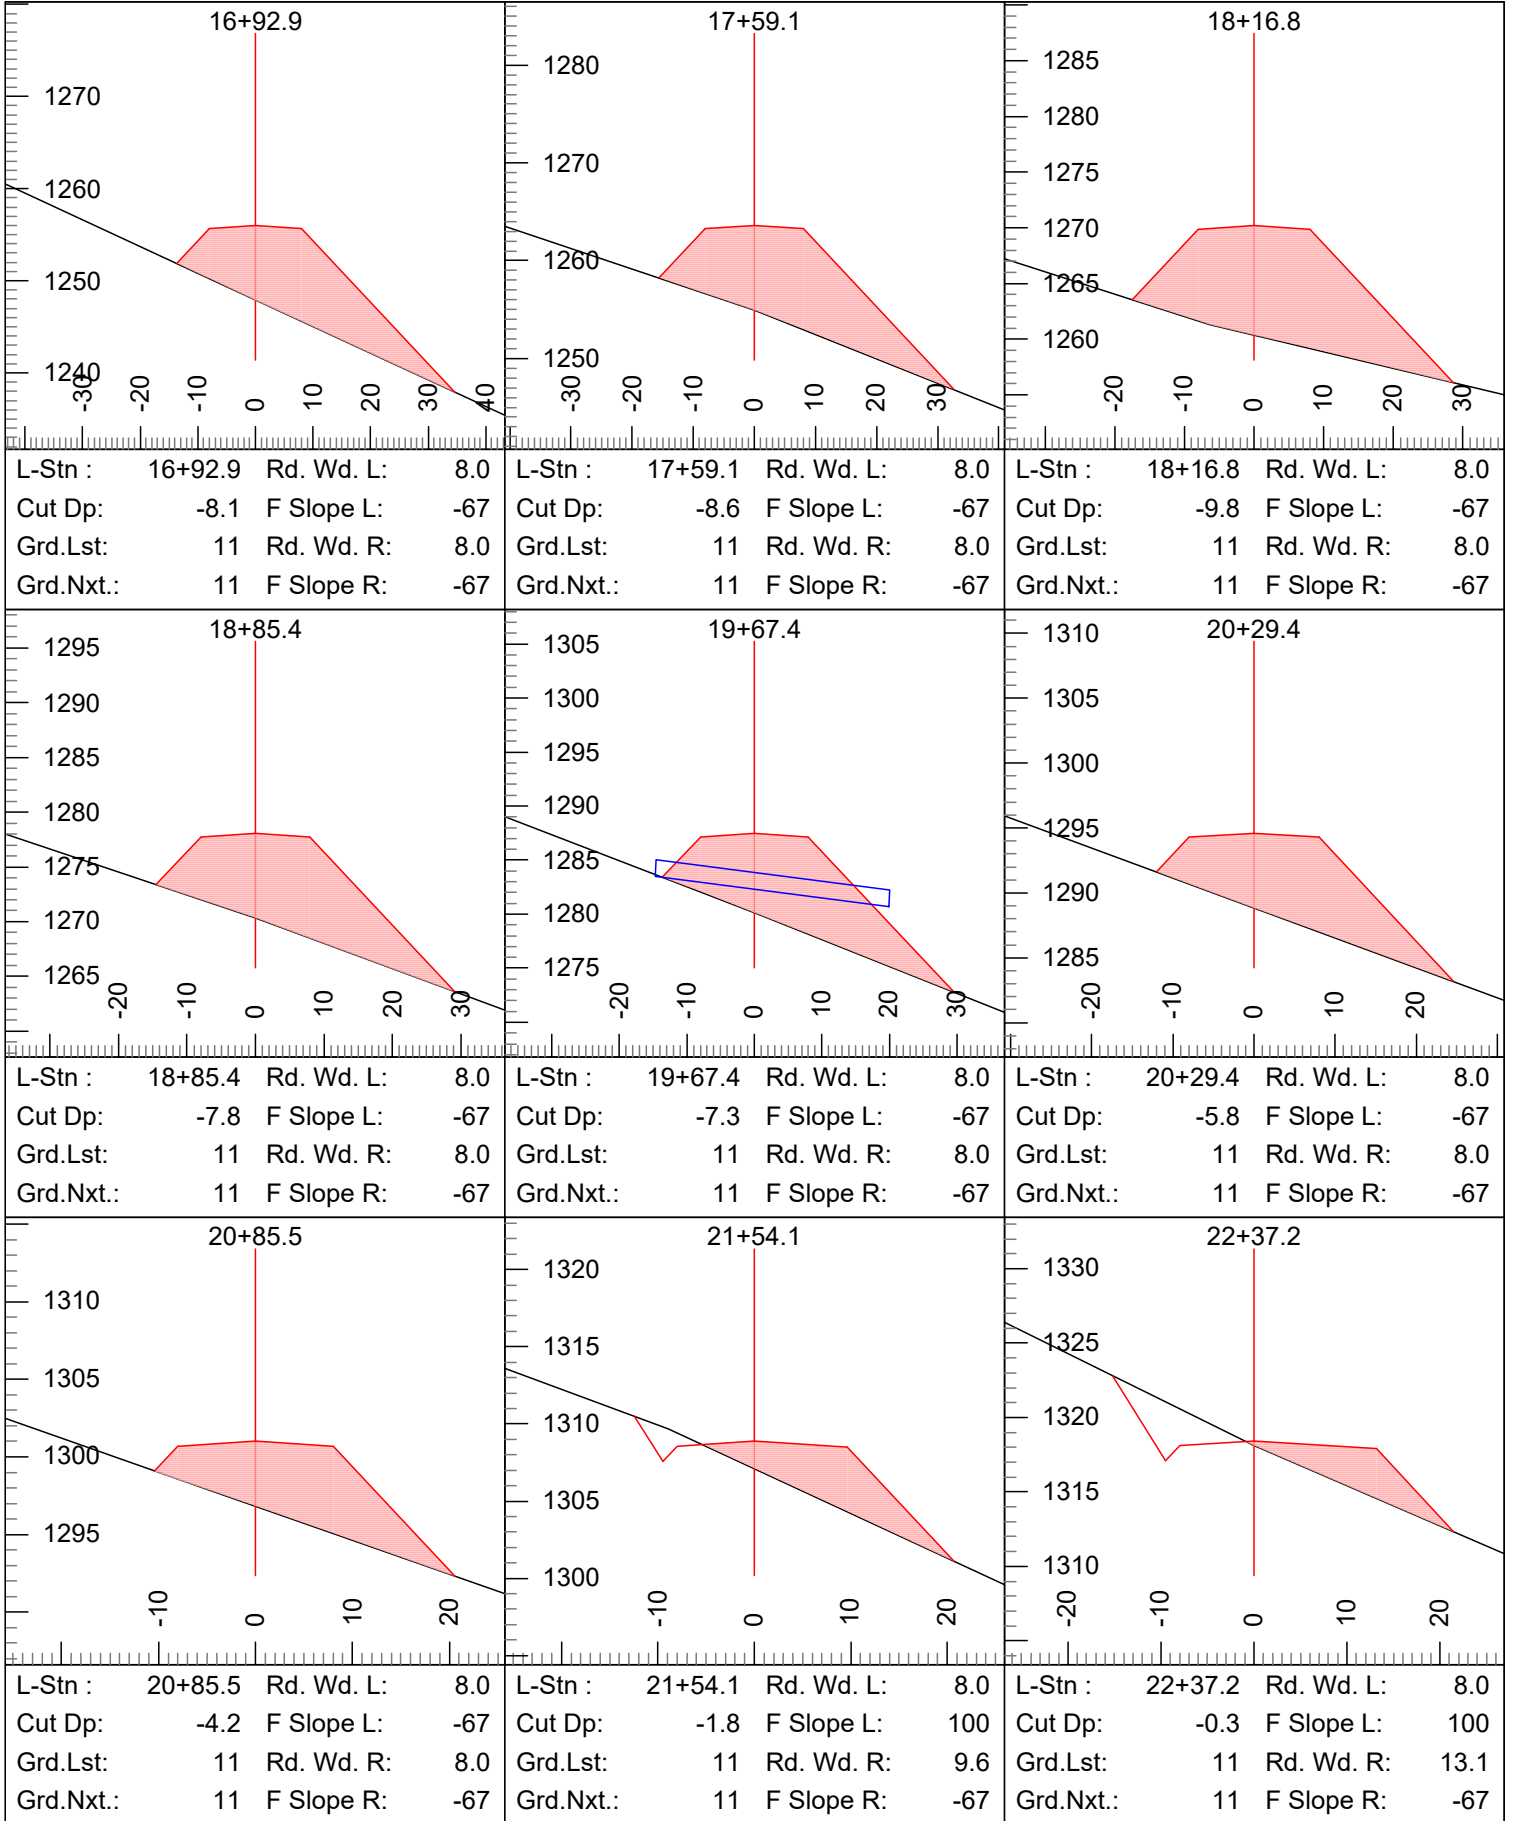 16+92.9
1270
1260
1250
1240
-30 -20 -10 0 10 20 30 40
L-Stn : 16+92.9 Rd. Wd. L: 8.0
Cut Dp: -8.1 F Slope L: -67
Grd.Lst: 11 Rd. Wd. R: 8.0
Grd.Nxt.: 11 F Slope R: -67
17+59.1
1280
1270
1260
1250
-30 -20 -10 0 10 20 30
L-Stn : 17+59.1 Rd. Wd. L: 8.0
Cut Dp: -8.6 F Slope L: -67
Grd.Lst: 11 Rd. Wd. R: 8.0
Grd.Nxt.: 11 F Slope R: -67
18+16.8
1285
1280
1275
1270
1265
1260
-20 -10 0 10 20 30
L-Stn : 18+16.8 Rd. Wd. L: 8.0
Cut Dp: -9.8 F Slope L: -67
Grd.Lst: 11 Rd. Wd. R: 8.0
Grd.Nxt.: 11 F Slope R: -67
18+85.4
1295
1290
1285
1280
1275
1270
1265
-20 -10 0 10 20 30
L-Stn : 18+85.4 Rd. Wd. L: 8.0
Cut Dp: -7.8 F Slope L: -67
Grd.Lst: 11 Rd. Wd. R: 8.0
Grd.Nxt.: 11 F Slope R: -67
19+67.4
1305
1300
1295
1290
1285
1280
1275
-20 -10 0 10 20 30
L-Stn : 19+67.4 Rd. Wd. L: 8.0
Cut Dp: -7.3 F Slope L: -67
Grd.Lst: 11 Rd. Wd. R: 8.0
Grd.Nxt.: 11 F Slope R: -67
20+29.4
1310
1305
1300
1295
1290
1285
-20 -10 0 10 20
L-Stn : 20+29.4 Rd. Wd. L: 8.0
Cut Dp: -5.8 F Slope L: -67
Grd.Lst: 11 Rd. Wd. R: 8.0
Grd.Nxt.: 11 F Slope R: -67
20+85.5
1310
1305
1300
1295
-10 0 10 20
L-Stn : 20+85.5 Rd. Wd. L: 8.0
Cut Dp: -4.2 F Slope L: -67
Grd.Lst: 11 Rd. Wd. R: 8.0
Grd.Nxt.: 11 F Slope R: -67
21+54.1
1320
1315
1310
1305
1300
-10 0 10 20
L-Stn : 21+54.1 Rd. Wd. L: 8.0
Cut Dp: -1.8 F Slope L: 100
Grd.Lst: 11 Rd. Wd. R: 9.6
Grd.Nxt.: 11 F Slope R: -67
22+37.2
1330
1325
1320
1315
1310
-20 -10 0 10 20
L-Stn : 22+37.2 Rd. Wd. L: 8.0
Cut Dp: -0.3 F Slope L: 100
Grd.Lst: 11 Rd. Wd. R: 13.1
Grd.Nxt.: 11 F Slope R: -67